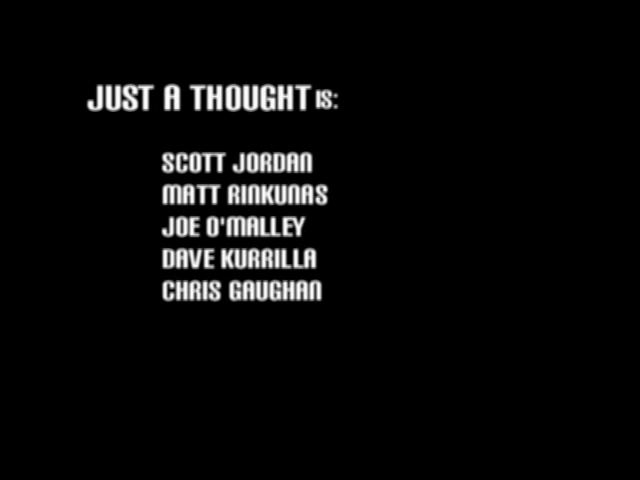 JUST A THOUGHT IS:
SCOTT JORDAN
MATT RINKUNAS
JOE O'MALLEY
DAVE KURRILLA
CHRIS GAUGHAN